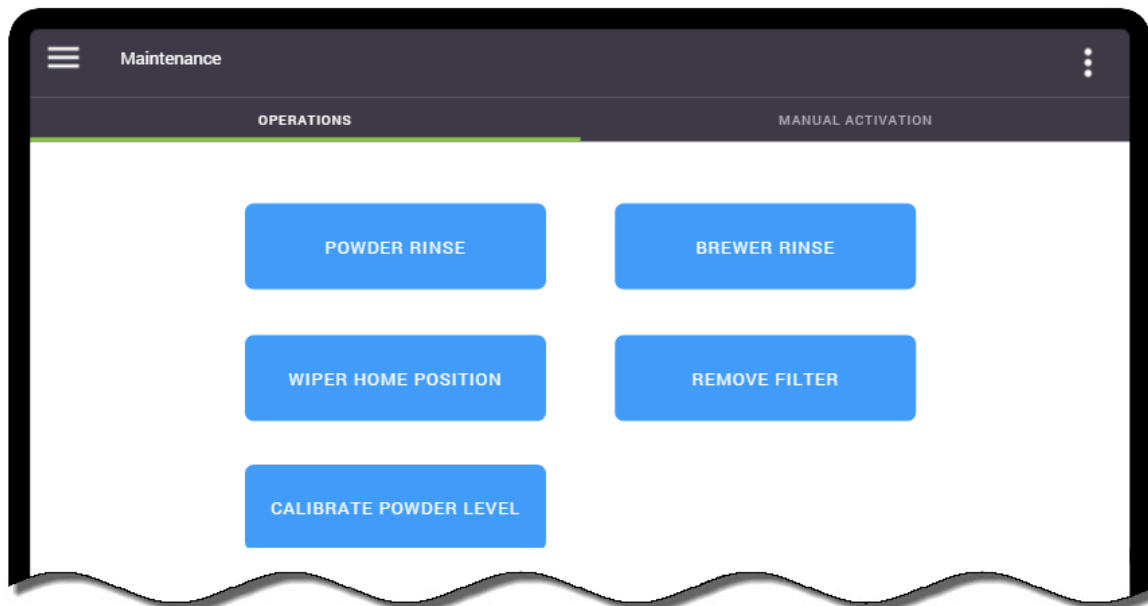 Maintenance
OPERATIONS
MANUAL ACTIVATION
POWDER RINSE
BREWER RINSE
WIPER HOME POSITION
REMOVE FILTER
CALIBRATE POWDER LEVEL